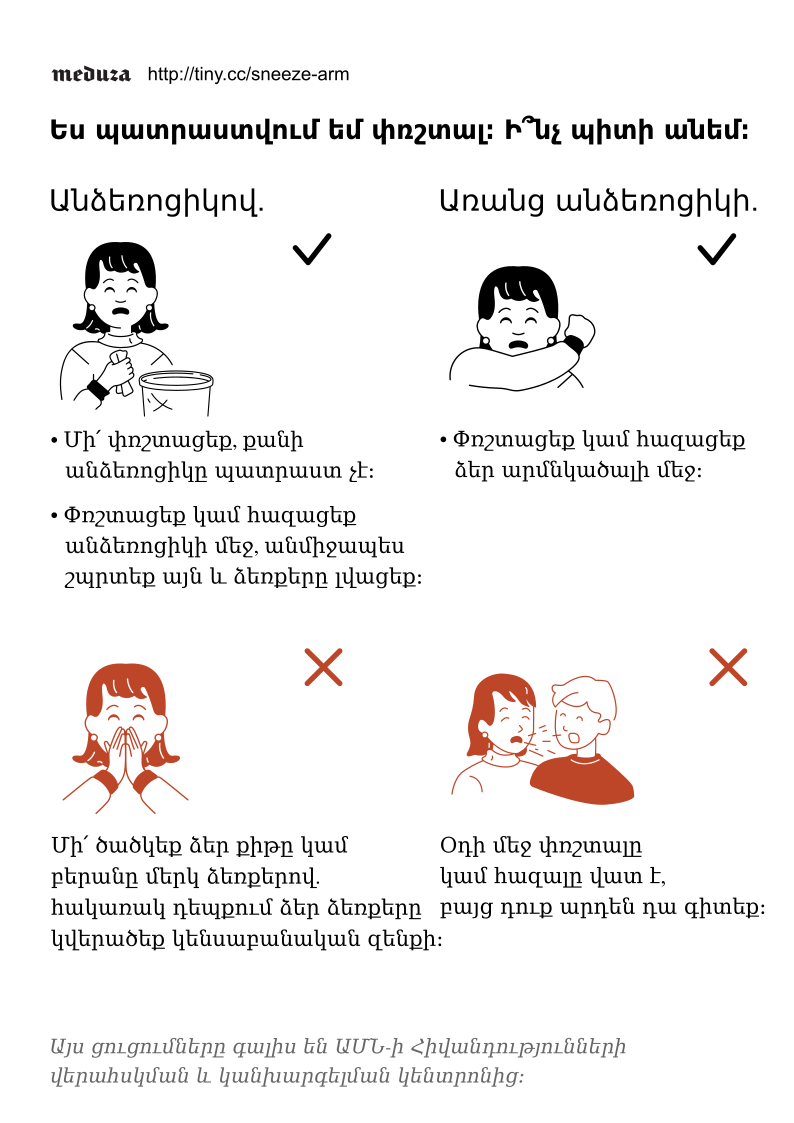 meduza http://tiny.cc/sneeze-arm
Ես պատրաստվում եմ փռշտալ։ Ի՞նչ պիտի անեմ։
Անձեռոցիկով.
• Մի՛ փռշտացեք, քանի
անձեռոցիկը պատրաստ չէ։
• Փռշտացեք կամ հազացեք
անձեռոցիկի մեջ, անմիջապես
շպրտեք այն և ձեռքերը լվացեք։
Առանց անձեռոցիկի.
• Փռշտացեք կամ հազացեք
ձեր արմնկածալի մեջ։
Մի՛ ծածկեք ձեր քիթը կամ
բերանը մերկ ձեռքերով.
հակառակ դեպքում ձեր ձեռքերը
կվերածեք կենսաբանական զենքի։
Օդի մեջ փռշտալը
կամ հազալը վատ է,
բայց դուք արդեն դա գիտեք։
Այս ցուցումները գալիս են ԱՄՆ-ի Հիվանդությունների
վերահսկման և կանխարգելման կենտրոնից։